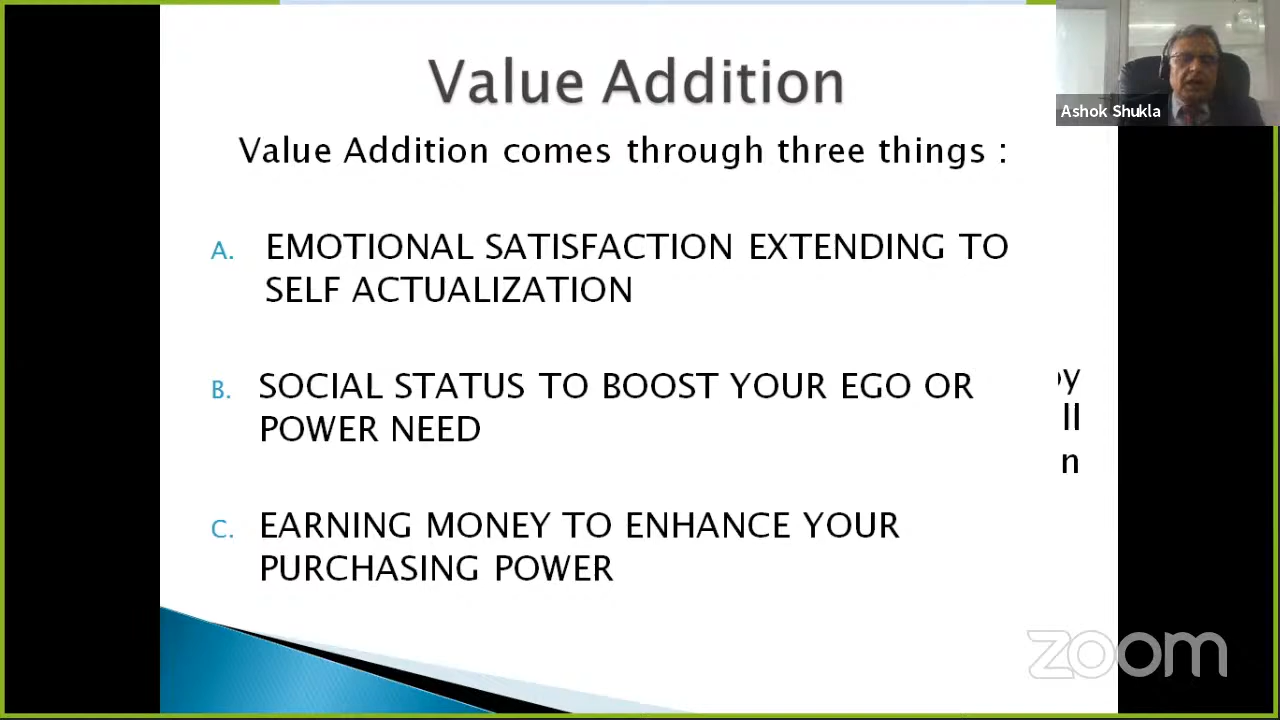 Value Addition
Ashok Shukla
Value Addition comes through three things :
A. EMOTIONAL SATISFACTION EXTENDING TO
SELF ACTUALIZATION
B. SOCIAL STATUS TO BOOST YOUR EGO OR
POWER NEED
C. EARNING MONEY TO ENHANCE YOUR
PURCHASING POWER
zoom